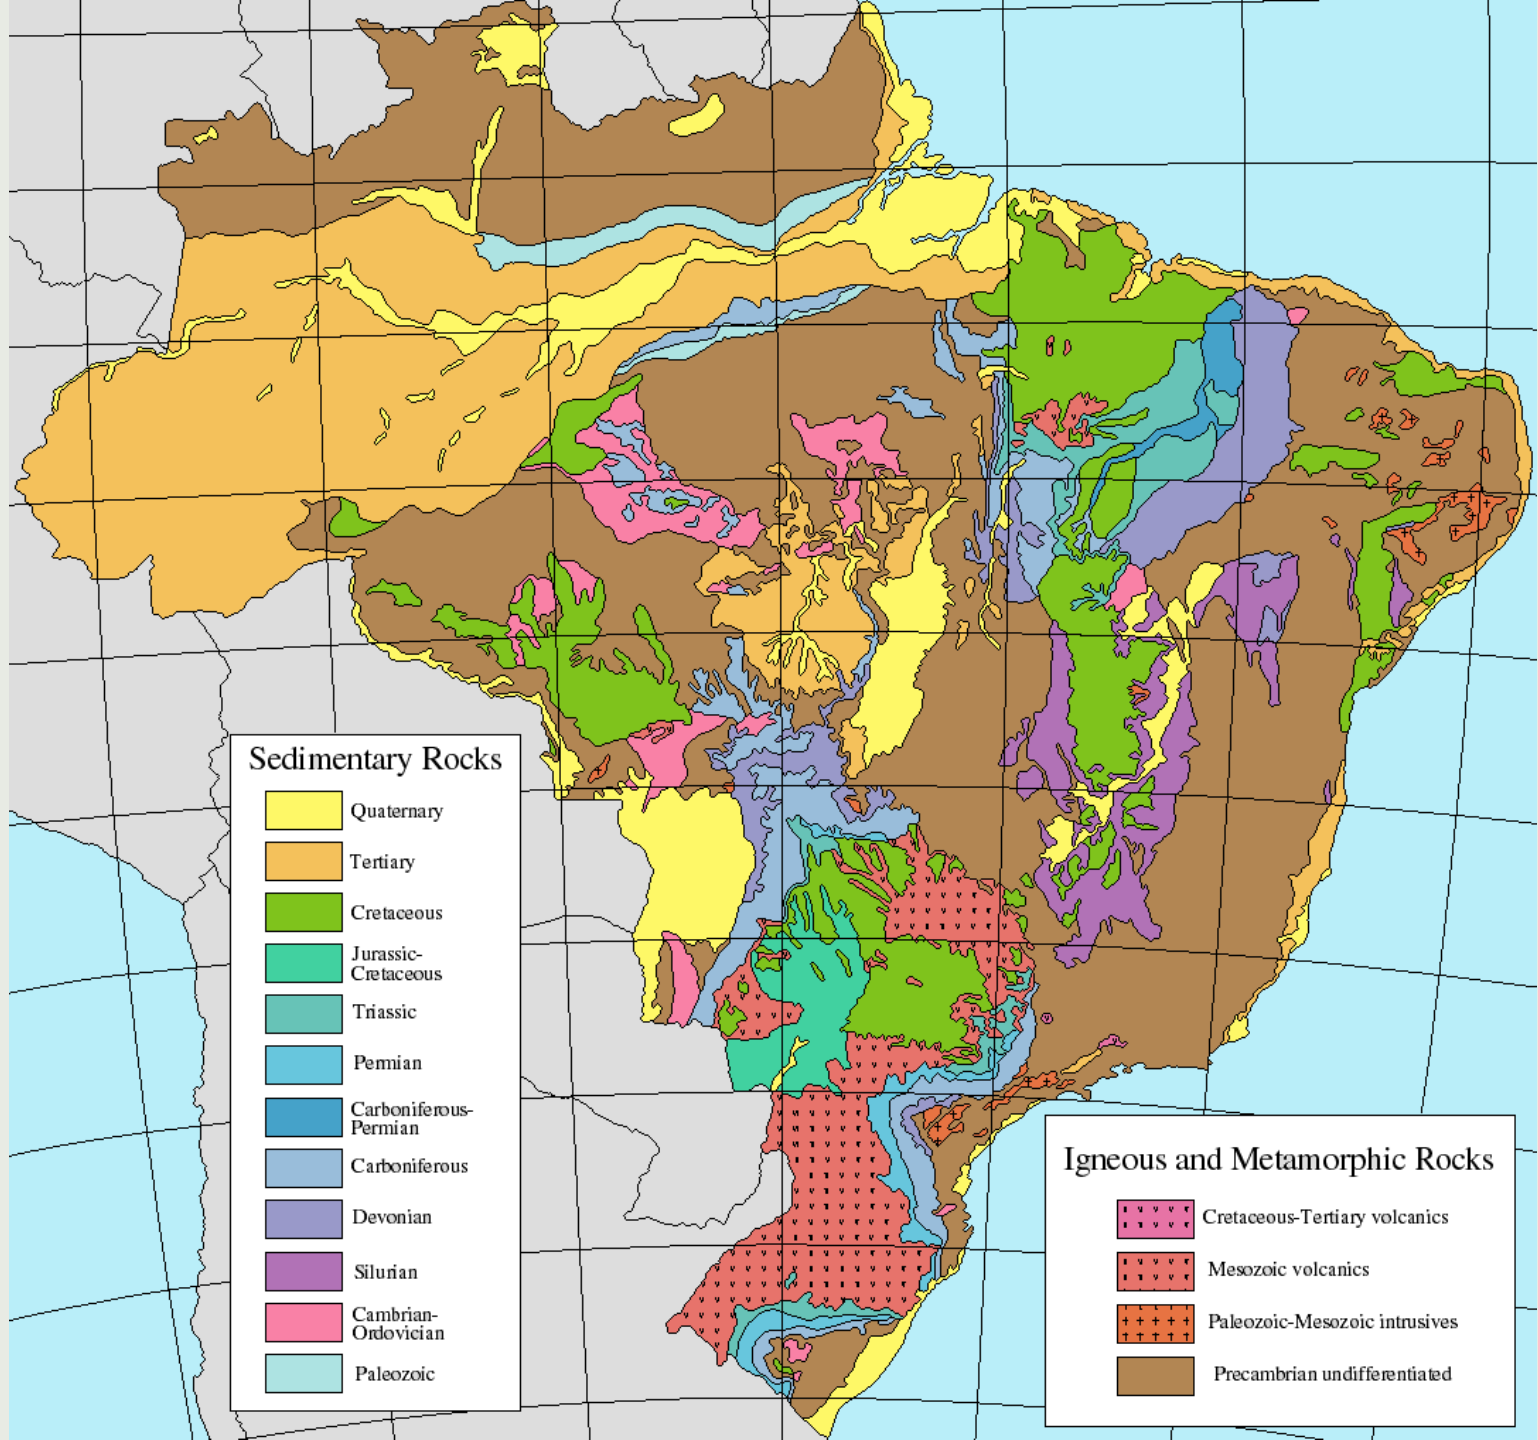 Sedimentary Rocks
Quaternary
Tertiary
Cretaceous
Jurassic-
Cretaceous
Triassic
Permian
Carboniferous-
Permian
Carboniferous
Devonian
Silurian
Cambrian-
Ordovician
Paleozoic
Igneous and Metamorphic Rocks
Cretaceous-Tertiary volcanics
Mesozoic volcanics
Paleozoic-Mesozoic intrusives
Precambrian undifferentiated